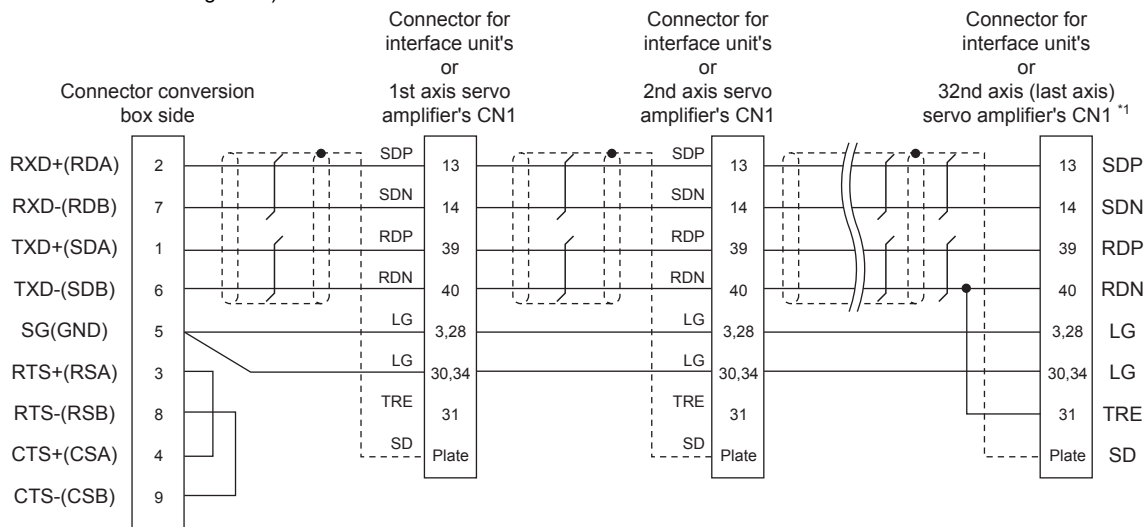 Connector for
interface unit's
or
1st axis servo
amplifier's CN1
Connector for
interface unit's
or
2nd axis servo
amplifier's CN1
Connector for
interface unit's
or
32nd axis (last axis)
servo amplifier's CN1 *1
Connector conversion
box side
RXD+(RDA) 2 SDP 13 SDP 13 13 SDP
RXD-(RDB) 7 SDN 14 SDN 14 14 SDN
TXD+(SDA) 1 RDP 39 RDP 39 39 RDP
TXD-(SDB) 6 RDN 40 RDN 40 40 RDN
SG(GND) 5 LG 3,28 LG 3,28 3,28 LG
RTS+(RSA) 3 LG 30,34 LG 30,34 30,34 LG
RTS-(RSB) 8 TRE 31 TRE 31 31 TRE
CTS+(CSA) 4 SD Plate SD Plate Plate SD
CTS-(CSB) 9